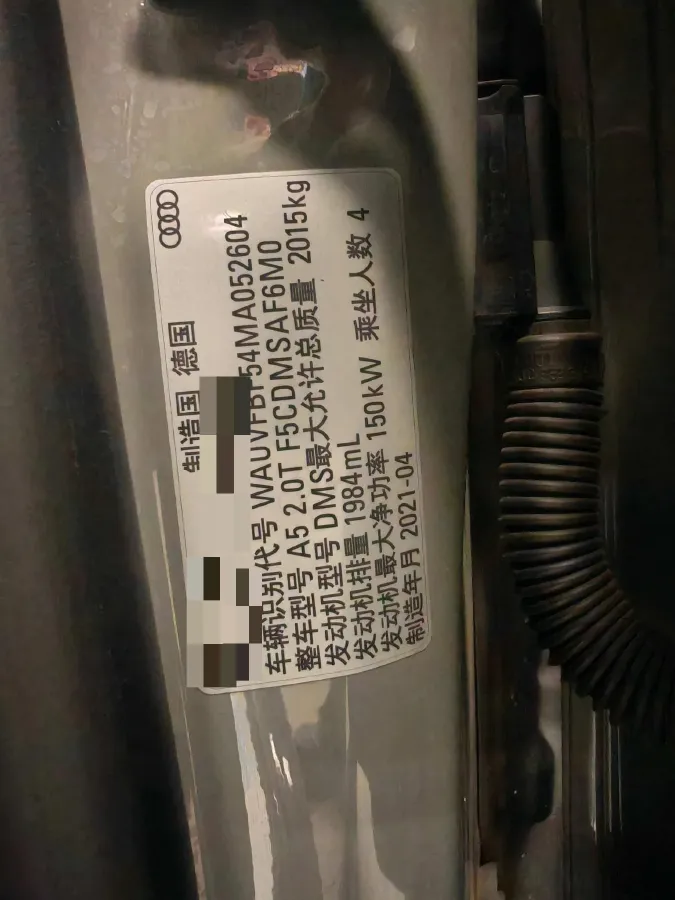 制造国 德国
车辆识别代号 WAUVFBF54MA052604
整车型号 A5 2.0T F5CDMSAF6M0
发动机型号 DMS最大允许总质量 2015kg
发动机排量 1984mL
发动机最大净功率 150kW 乘坐人数 4
制造年月 2021-04